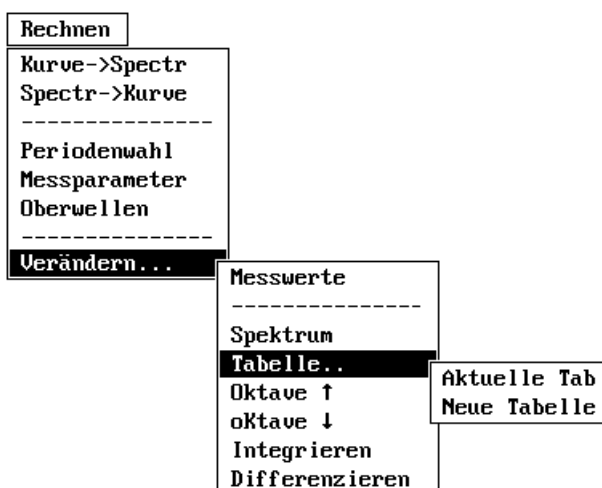 Rechnen
Kurve->Spectr
Spectr->Kurve
---------------
Periodenwahl
Messparameter
Oberwellen
---------------
Verändern...
Messwerte
---------------
Spektrum
Tabelle..
Oktave ↑
oKtave ↓
Integrieren
Differenzieren
Aktuelle Tab
Neue Tabelle